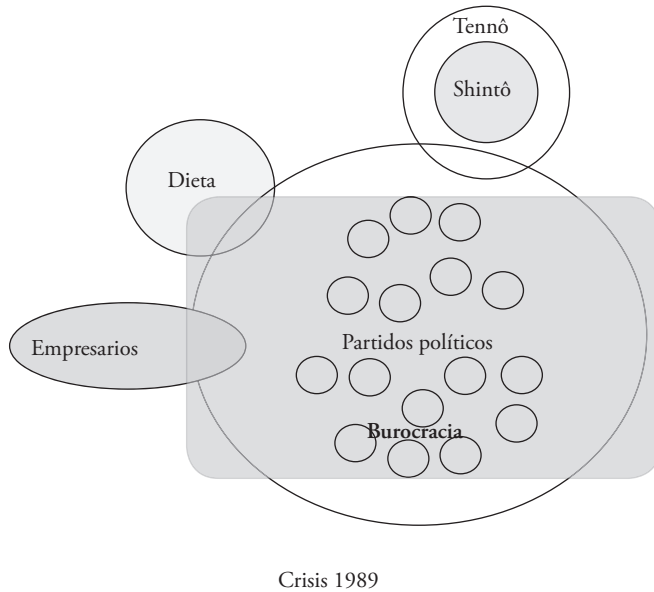 Tennô
Shintô
Dieta
Partidos políticos
Empresarios
Burocracia
Crisis 1989